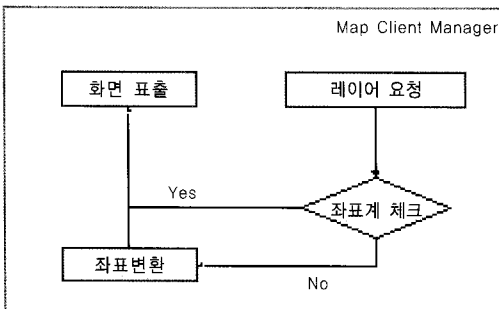 Map Client Manager
화면 표출
레이어 요청
Yes
좌표계 체크
좌표변환
No